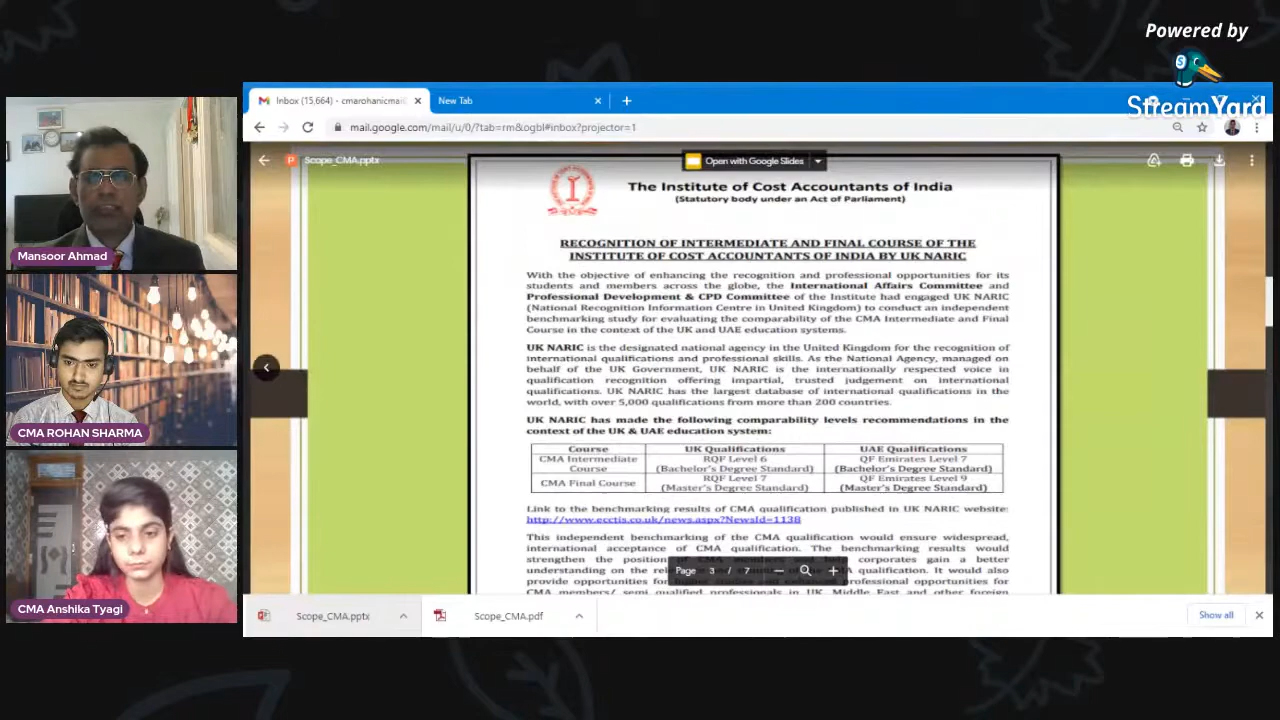 Powered by
StreamYard
Inbox (15,664) - cmarohanicmai
New Tab
mail.google.com/mail/u/0/?tab=rm&ogbl#inbox?projector=1
Scope_CMA.pptx
Open with Google Slides
The Institute of Cost Accountants of India
(Statutory body under an Act of Parliament)
RECOGNITION OF INTERMEDIATE AND FINAL COURSE OF THE
INSTITUTE OF COST ACCOUNTANTS OF INDIA BY UK NARIC
With the objective of enhancing the recognition and professional opportunities for its
students and members across the globe, the International Affairs Committee and
Professional Development & CPD Committee of the Institute had engaged UK NARIC
(National Recognition Information Centre in United Kingdom) to conduct an independent
benchmarking study for evaluating the comparability of the CMA Intermediate and Final
Course in the context of the UK and UAE education systems.
UK NARIC is the designated national agency in the United Kingdom for the recognition of
international qualifications and professional skills. As the National Agency, managed on
behalf of the UK Government, UK NARIC is the internationally respected voice in
qualification recognition offering impartial, trusted judgement on international
qualifications. UK NARIC has the largest database of international qualifications in the
world, with over 5,000 qualifications from more than 200 countries.
UK NARIC has made the following comparability levels recommendations in the
context of the UK & UAE education system:
Course UK Qualifications UAE Qualifications
CMA Intermediate Course RQF Level 6 (Bachelor's Degree Standard) QF Emirates Level 7 (Bachelor's Degree Standard)
CMA Final Course RQF Level 7 (Master's Degree Standard) QF Emirates Level 9 (Master's Degree Standard)
Link to the benchmarking results of CMA qualification published in UK NARIC website:
http://www.ecctis.co.uk/news.aspx?NewsId=1138
This independent benchmarking of the CMA qualification would ensure widespread,
international acceptance of CMA qualification. The benchmarking results would
strengthen the position corporates gain a better
understanding on the qualification. It would also
provide opportunities for professional opportunities for
CMA members/ semi qualified professionals in UK, Middle East and other foreign
Page 3 / 7
Scope_CMA.pptx
Scope_CMA.pdf
Show all
Mansoor Ahmad
CMA ROHAN SHARMA
CMA Anshika Tyagi